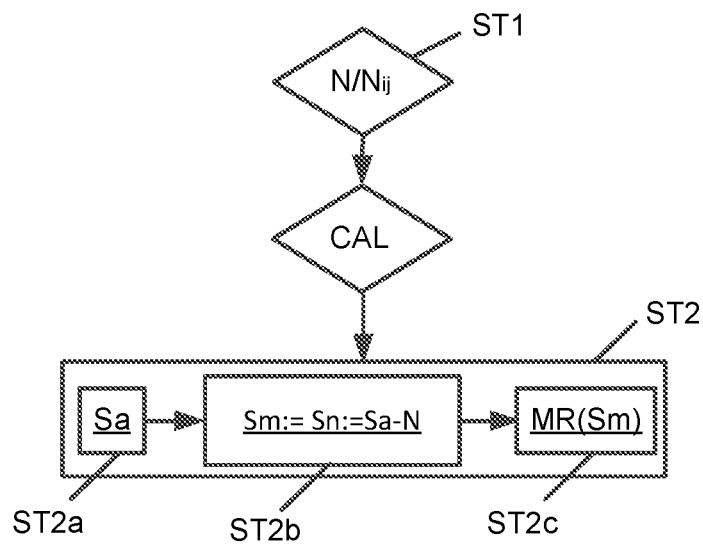 ST1
N/Nij
CAL
ST2
Sa
Sm:= Sn:=Sa-N
MR(Sm)
ST2a
ST2b
ST2c